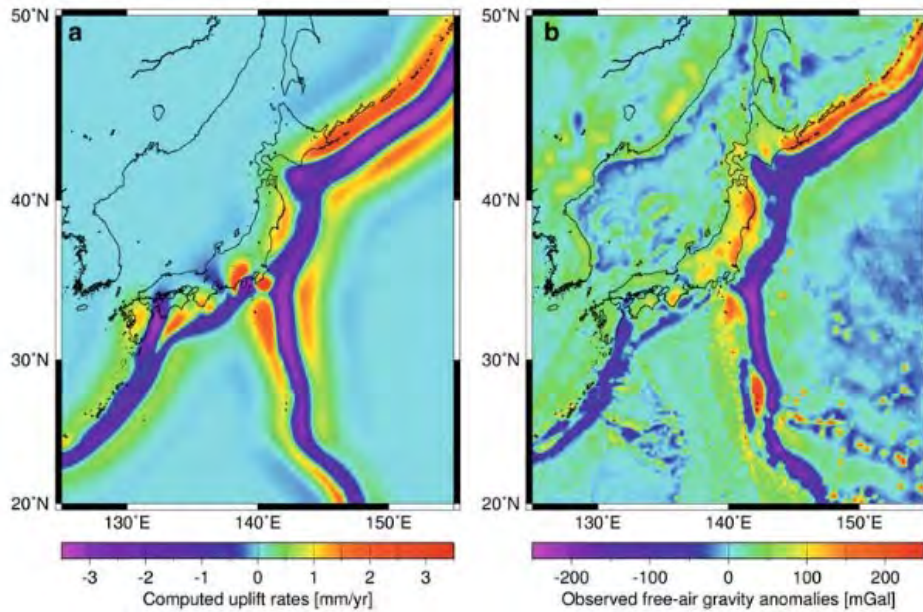 a
b
50°N
50°N
40°N
40°N
30°N
30°N
20°N
20°N
130°E 140°E 150°E
130°E 140°E 150°E
-3 -2 -1 0 1 2 3
-200 -100 0 100 200
Computed uplift rates [mm/yr]
Observed free-air gravity anomalies [mGal]